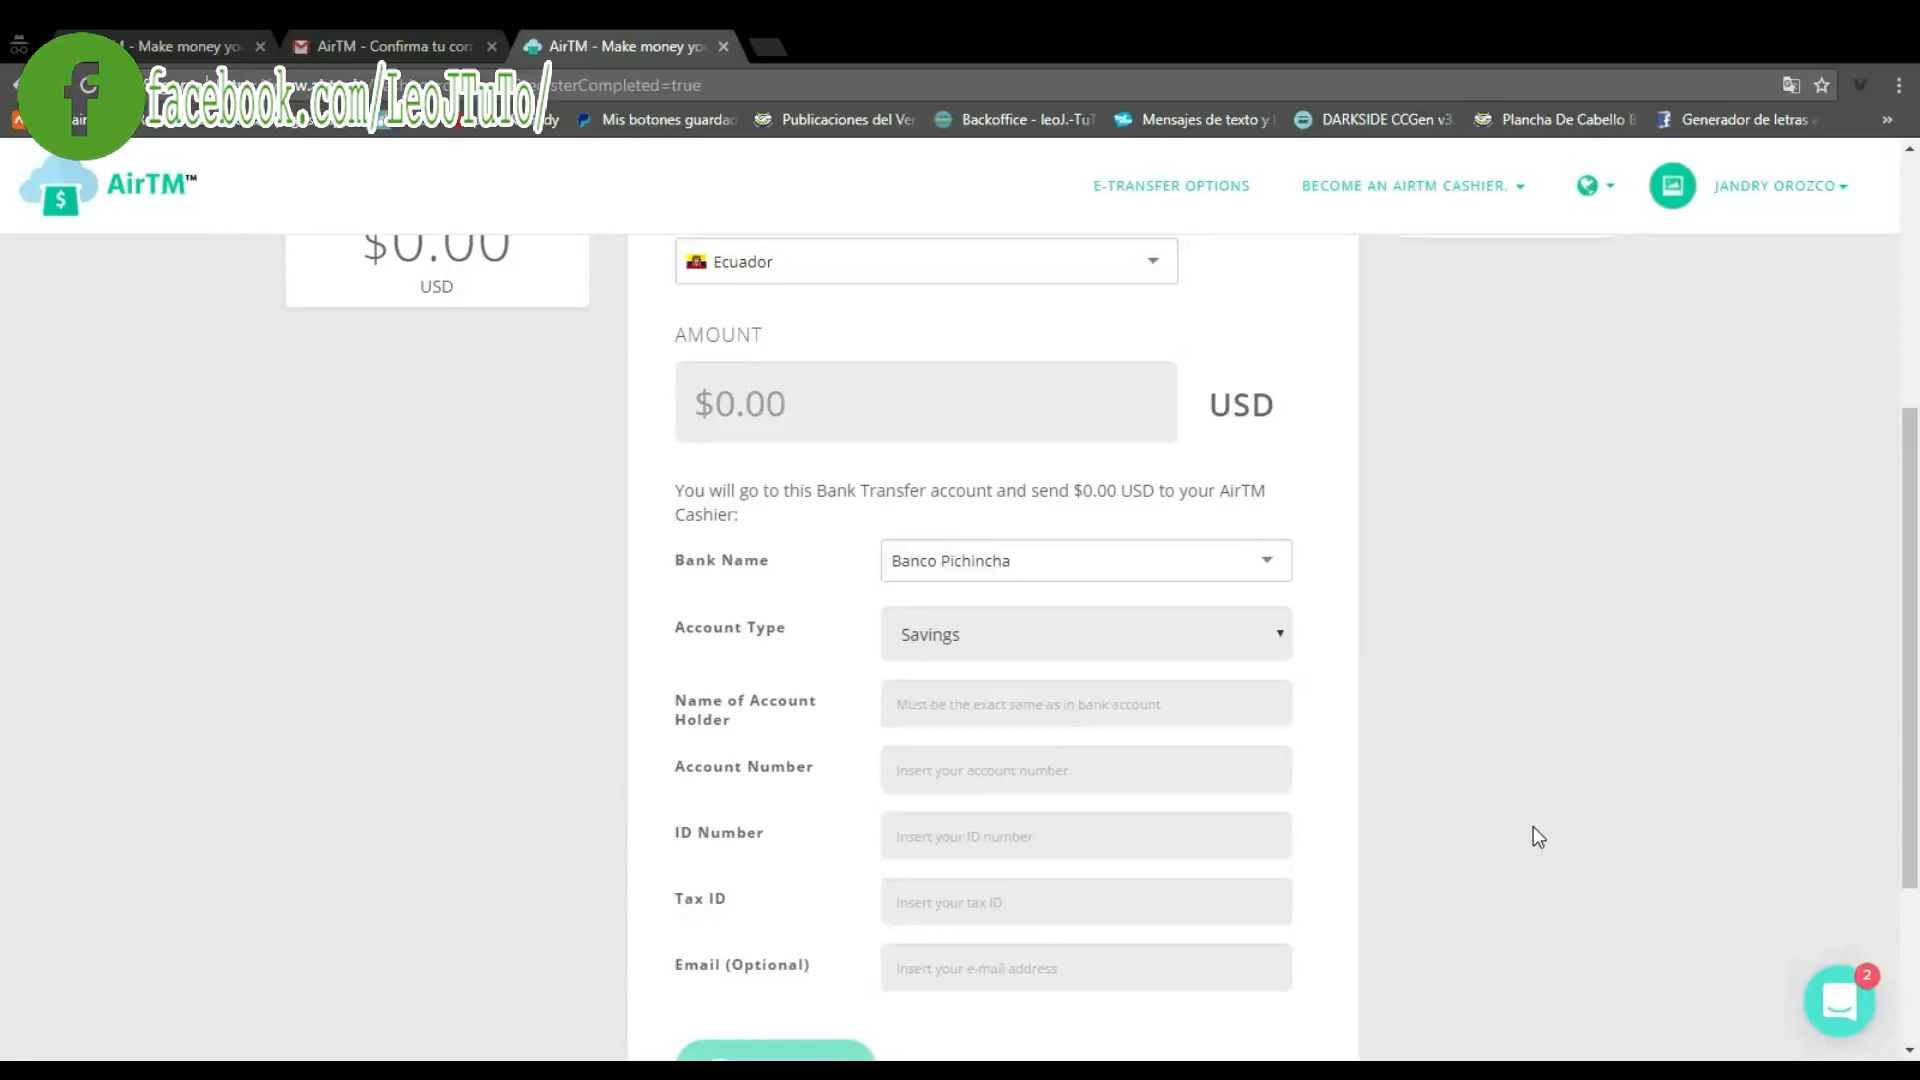 - Make money yo
AirTM - Confirma tu cor
AirTM - Make money you
facebook.com/LeoJTuTo/
sterCompleted=true
Mis botones guardad
Publicaciones del Ver
Backoffice - leoJ.-TuT
Mensajes de texto y
DARKSIDE CCGen v3.
Plancha De Cabello B
Generador de letras
»
AirTM™
E-TRANSFER OPTIONS
BECOME AN AIRTM CASHIER.
JANDRY OROZCO
$0.00
USD
Ecuador
AMOUNT
$0.00
USD
You will go to this Bank Transfer account and send $0.00 USD to your AirTM
Cashier:
Bank Name
Banco Pichincha
Account Type
Savings
Name of Account
Holder
Must be the exact same as in bank account
Account Number
Insert your account number
ID Number
Insert your ID number
Tax ID
Insert your tax ID
Email (Optional)
Insert your e-mail address
2